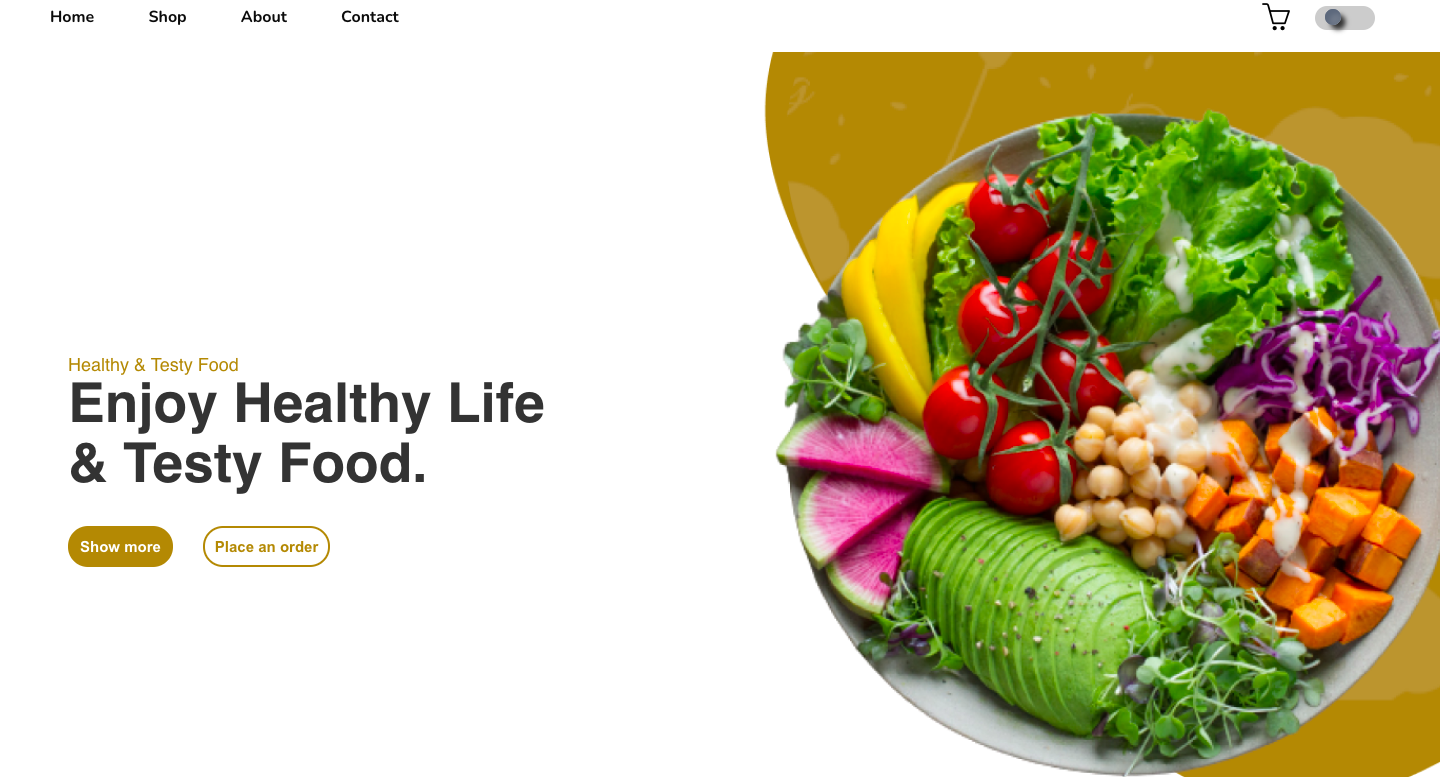 Home Shop About Contact
Healthy & Testy Food
Enjoy Healthy Life
& Testy Food.
Show more Place an order